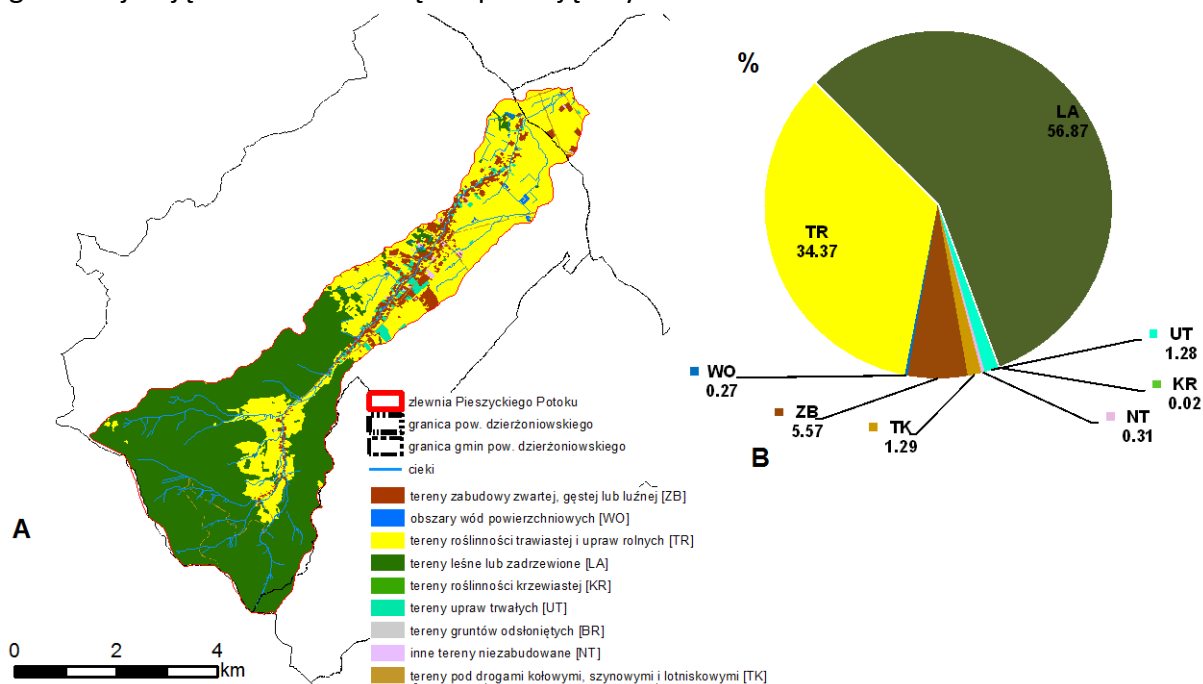 %
LA
56.87
TR
34.37
UT
1.28
WO
0.27
KR
0.02
ZB
5.57
TK
1.29
NT
0.31
B
zlewnia Pieszyckiego Potoku
granica pow. dzierżoniowskiego
granica gmin pow. dzierżoniowskiego
cieki
tereny zabudowy zwartej, gęstej lub luźnej [ZB]
obszary wód powierzchniowych [WO]
tereny roślinności trawiastej i upraw rolnych [TR]
tereny leśne lub zadrzewione [LA]
tereny roślinności krzewiastej [KR]
tereny upraw trwałych [UT]
tereny gruntów odsłoniętych [BR]
inne tereny niezabudowane [NT]
tereny pod drogami kołowymi, szynowymi i lotniskowymi [TK]
A
0 2 4
km